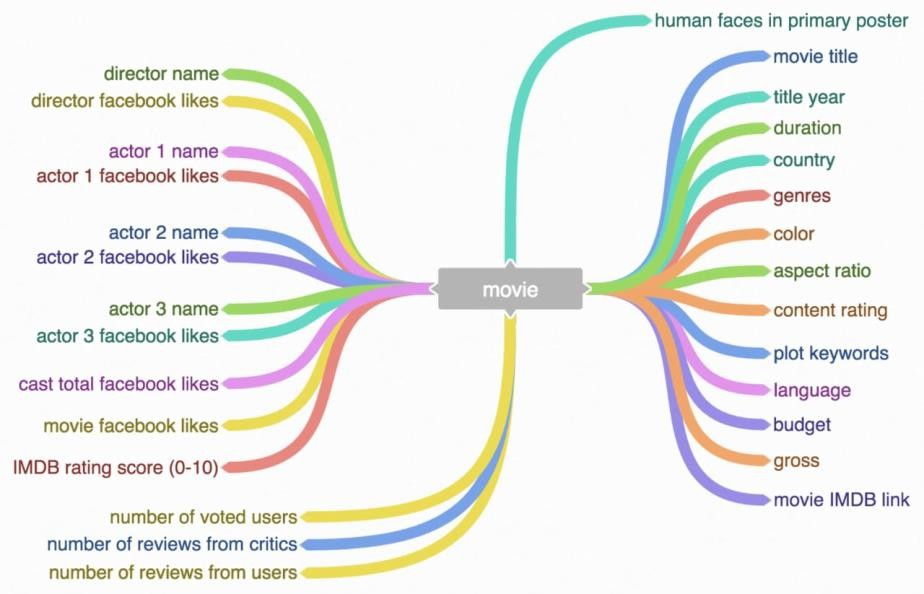 human faces in primary poster
director name
director facebook likes
actor 1 name
actor 1 facebook likes
actor 2 name
actor 2 facebook likes
actor 3 name
actor 3 facebook likes
cast total facebook likes
movie facebook likes
IMDB rating score (0-10)
number of voted users
number of reviews from critics
number of reviews from users
movie
movie title
title year
duration
country
genres
color
aspect ratio
content rating
plot keywords
language
budget
gross
movie IMDB link